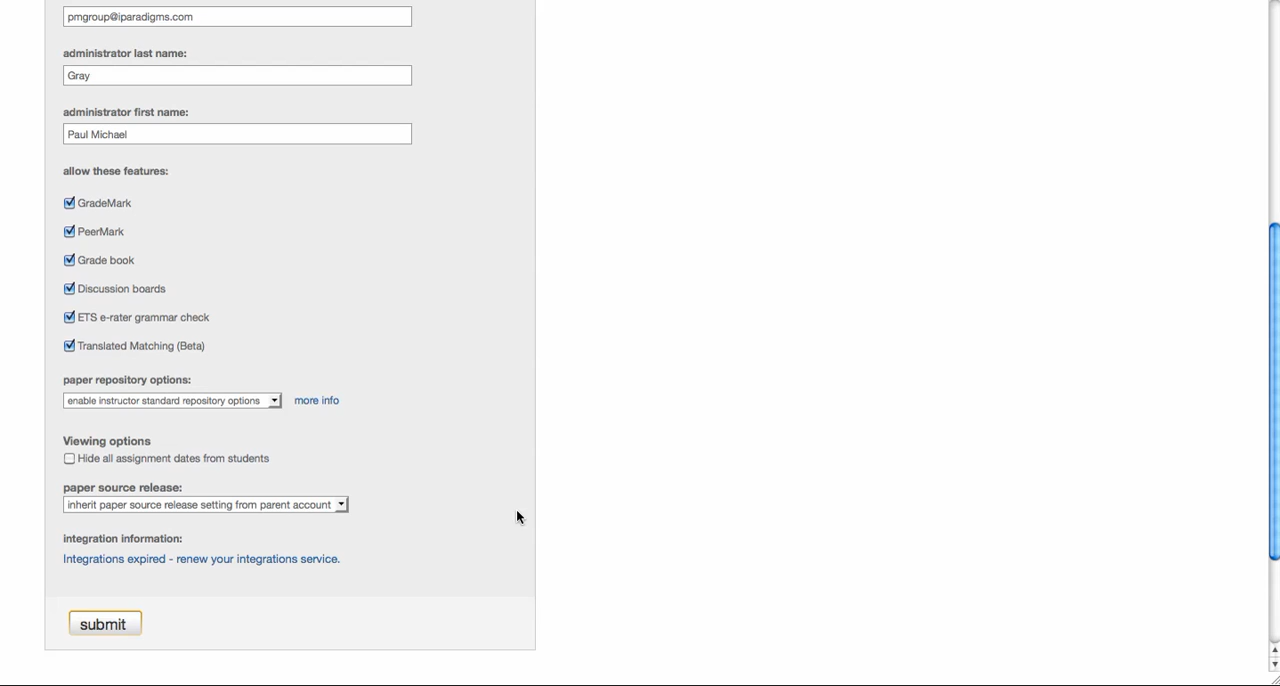 pmgroup@iparadigms.com
administrator last name:
Gray
administrator first name:
Paul Michael
allow these features:
GradeMark
PeerMark
Grade book
Discussion boards
ETS e-rater grammar check
Translated Matching (Beta)
paper repository options:
enable instructor standard repository options more info
Viewing options
Hide all assignment dates from students
paper source release:
inherit paper source release setting from parent account
integration information:
Integrations expired - renew your integrations service.
submit